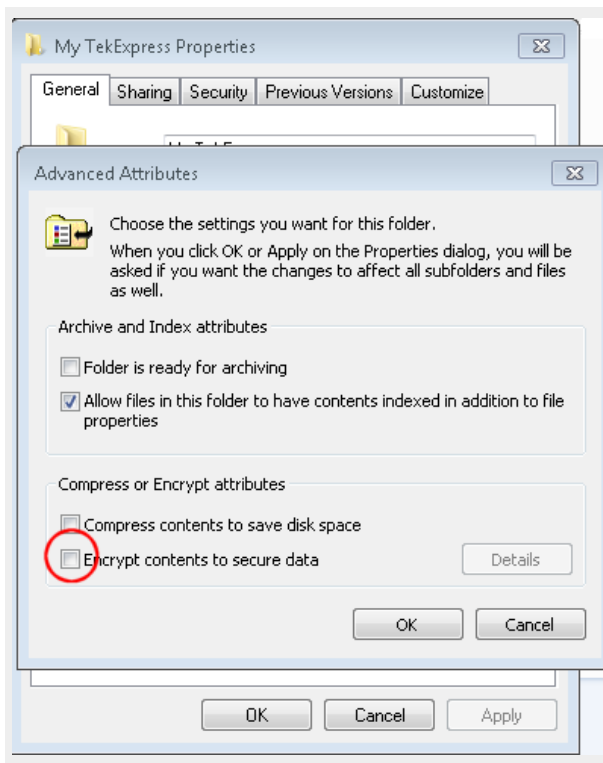 My TekExpress Properties
General Sharing Security Previous Versions Customize
Advanced Attributes
Choose the settings you want for this folder.
When you click OK or Apply on the Properties dialog, you will be
asked if you want the changes to affect all subfolders and files
as well.
Archive and Index attributes
Folder is ready for archiving
Allow files in this folder to have contents indexed in addition to file
properties
Compress or Encrypt attributes
Compress contents to save disk space
Encrypt contents to secure data
Details
OK Cancel
OK Cancel Apply